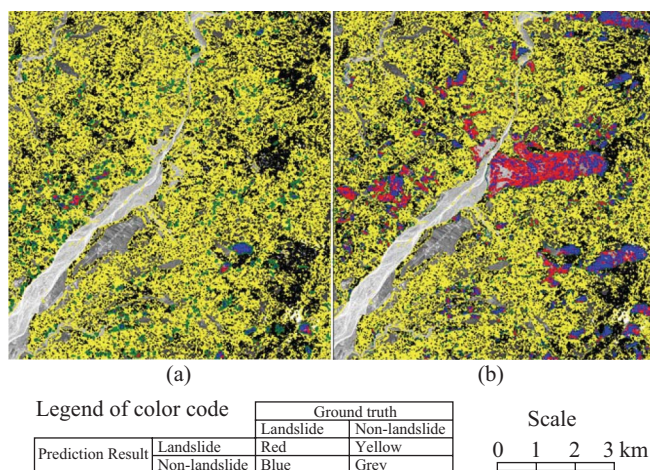 (a) (b)
Legend of color code
Ground truth
Landslide Non-landslide
Prediction Result Landslide Red Yellow
Non-landslide Blue Grey
Scale
0 1 2 3 km